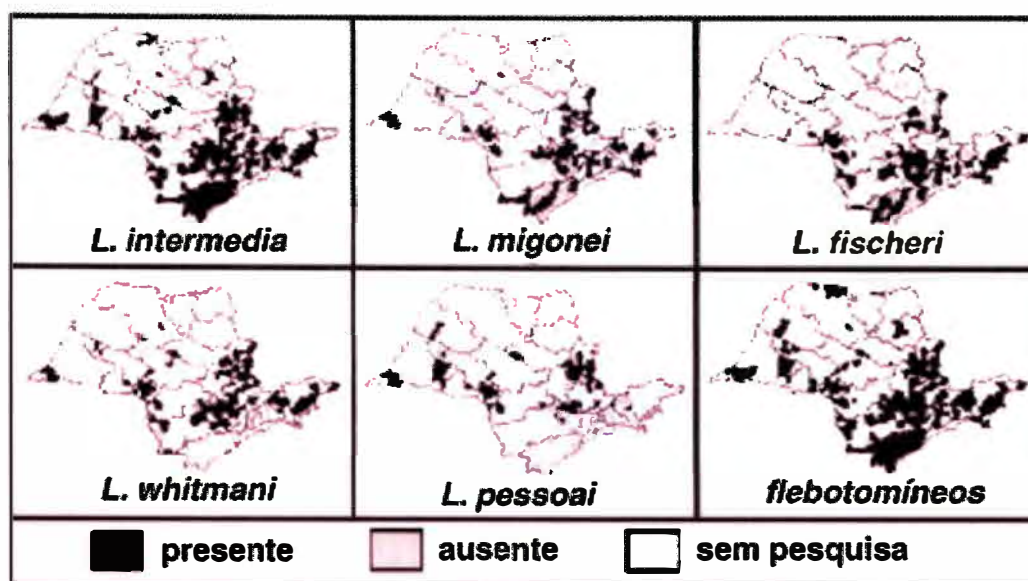 L. intermedia
L. migonei
L. fischeri
L. whitmani
L. pessoai
flebotomíneos
presente
ausente
sem pesquisa